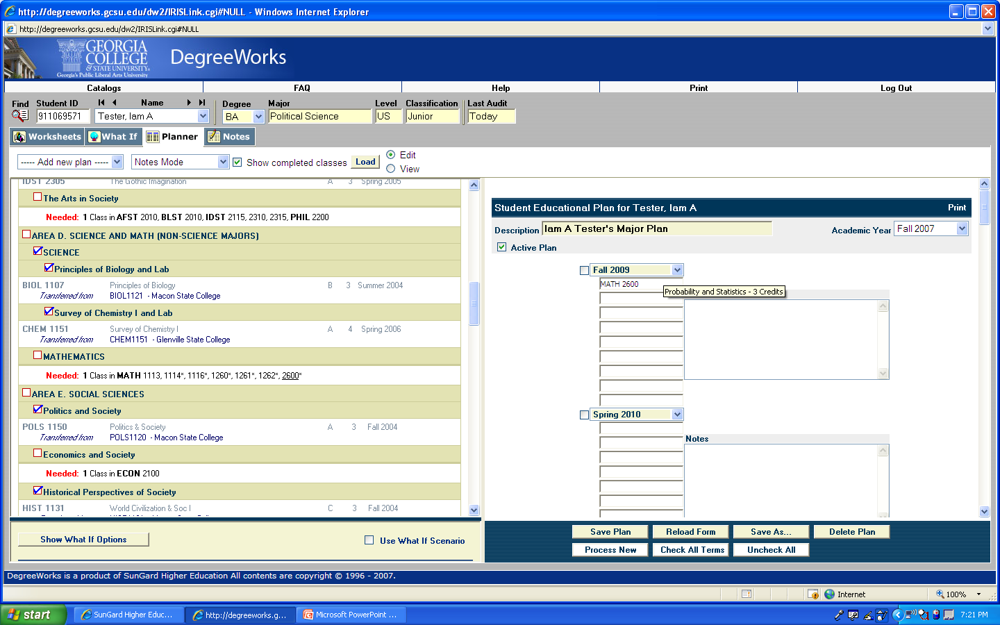 http://degreeworks.gcsu.edu/dw2/IRISLink.cgi#NULL - Windows Internet Explorer
http://degreeworks.gcsu.edu/dw2/IRISLink.cgi#NULL
GEORGIA
COLLEGE
& STATE UNIVERSITY
Georgia's Public Liberal Arts University
DegreeWorks
Catalogs FAQ Help Print Log Out
Find Student ID Name Degree Major Level Classification Last Audit
911069571 Tester, Iam A BA Political Science US Junior Today
Worksheets What If Planner Notes
----- Add new plan ----- Notes Mode Show completed classes Load Edit
View
IDST 2305 The Gothic Imagination A 3 Spring 2005
The Arts in Society
Needed: 1 Class in AFST 2010, BLST 2010, IDST 2115, 2310, 2315, PHIL 2200
AREA D. SCIENCE AND MATH (NON-SCIENCE MAJORS)
SCIENCE
Principles of Biology and Lab
BIOL 1107 Principles of Biology B 3 Summer 2004
Transferred from BIOL1121 - Macon State College
Survey of Chemistry I and Lab
CHEM 1151 Survey of Chemistry I A 4 Spring 2006
Transferred from CHEM1151 - Glenville State College
MATHEMATICS
Needed: 1 Class in MATH 1113, 1114*, 1116*, 1260*, 1261*, 1262*, 2600*
AREA E. SOCIAL SCIENCES
Politics and Society
POLS 1150 Politics & Society A 3 Fall 2004
Transferred from POLS1120 - Macon State College
Economics and Society
Needed: 1 Class in ECON 2100
Historical Perspectives of Society
HIST 1131 World Civilization & Soc I C 3 Fall 2004
Show What If Options Use What If Scenario
Student Educational Plan for Tester, Iam A Print
Description Iam A Tester's Major Plan Academic Year Fall 2007
Active Plan
Fall 2009
MATH 2600
Probability and Statistics - 3 Credits
Spring 2010
Notes
Save Plan Reload Form Save As... Delete Plan
Process New Check All Terms Uncheck All
DegreeWorks is a product of SunGard Higher Education All contents are copyright © 1996 - 2007.
Internet 100%
start SunGard Higher Educ... http://degreeworks.g... Microsoft PowerPoint ... 7:21 PM